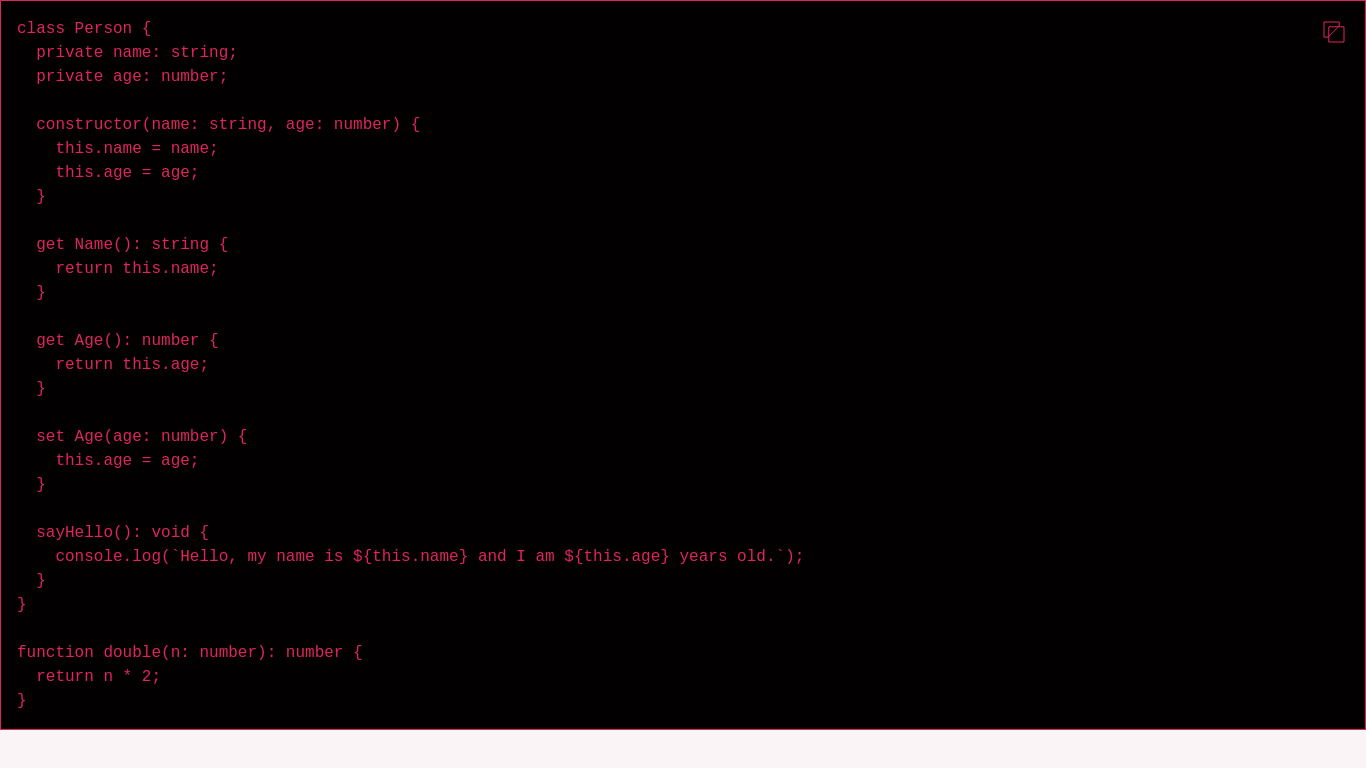 class Person {
  private name: string;
  private age: number;

  constructor(name: string, age: number) {
    this.name = name;
    this.age = age;
  }

  get Name(): string {
    return this.name;
  }

  get Age(): number {
    return this.age;
  }

  set Age(age: number) {
    this.age = age;
  }

  sayHello(): void {
    console.log(`Hello, my name is ${this.name} and I am ${this.age} years old.`);
  }
}

function double(n: number): number {
  return n * 2;
}